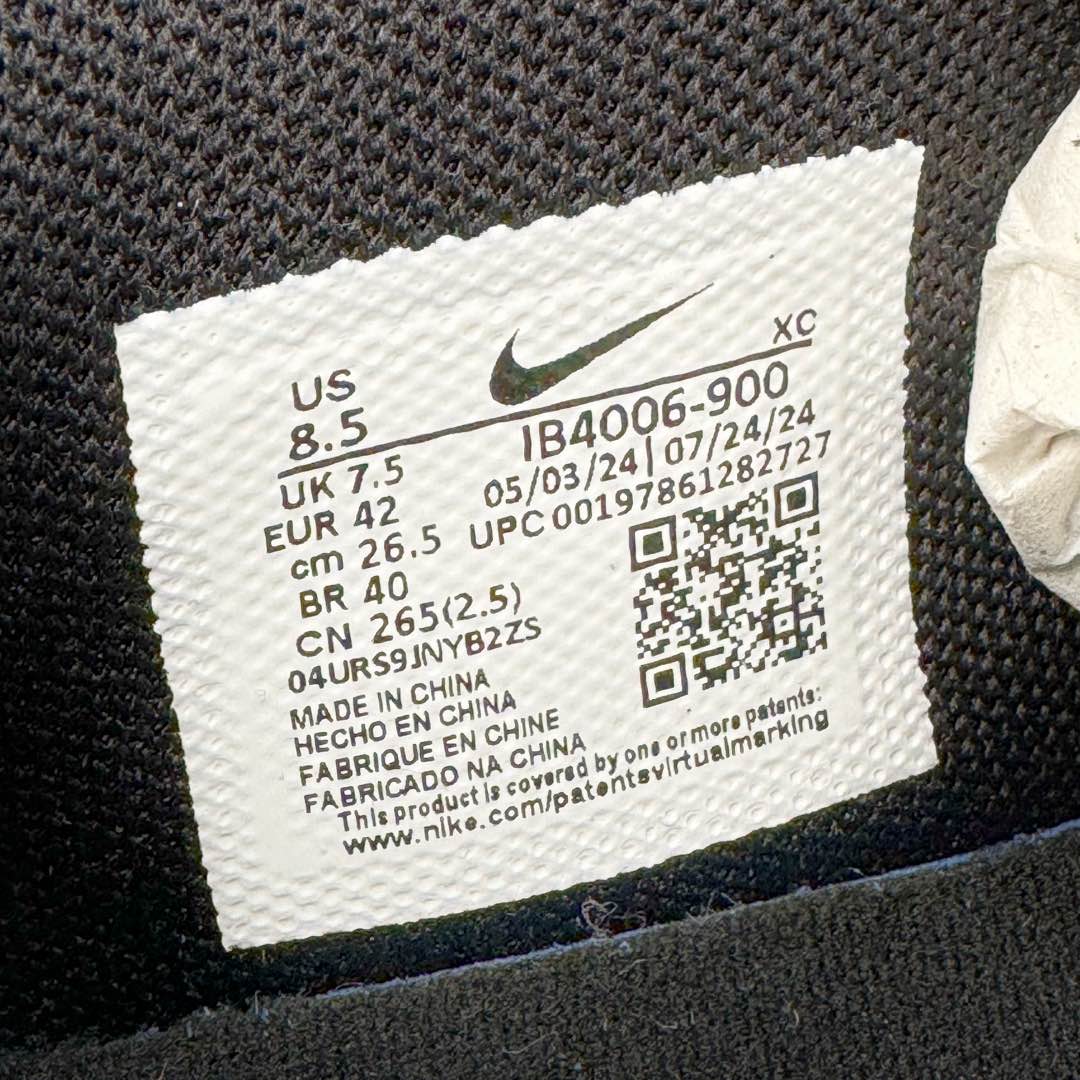 XC
US
8.5
IB4006-900
UK 7.5
05/03/24 | 07/24/24
EUR 42
UPC 00197861282727
cm 26.5
BR 40
CN 265(2.5)
04URS9JNYB2ZS
MADE IN CHINA
HECHO EN CHINA
FABRIQUE EN CHINE
FABRICADO NA CHINA
This product is covered by one or more patents:
www.nike.com/patentsvirtualmarking